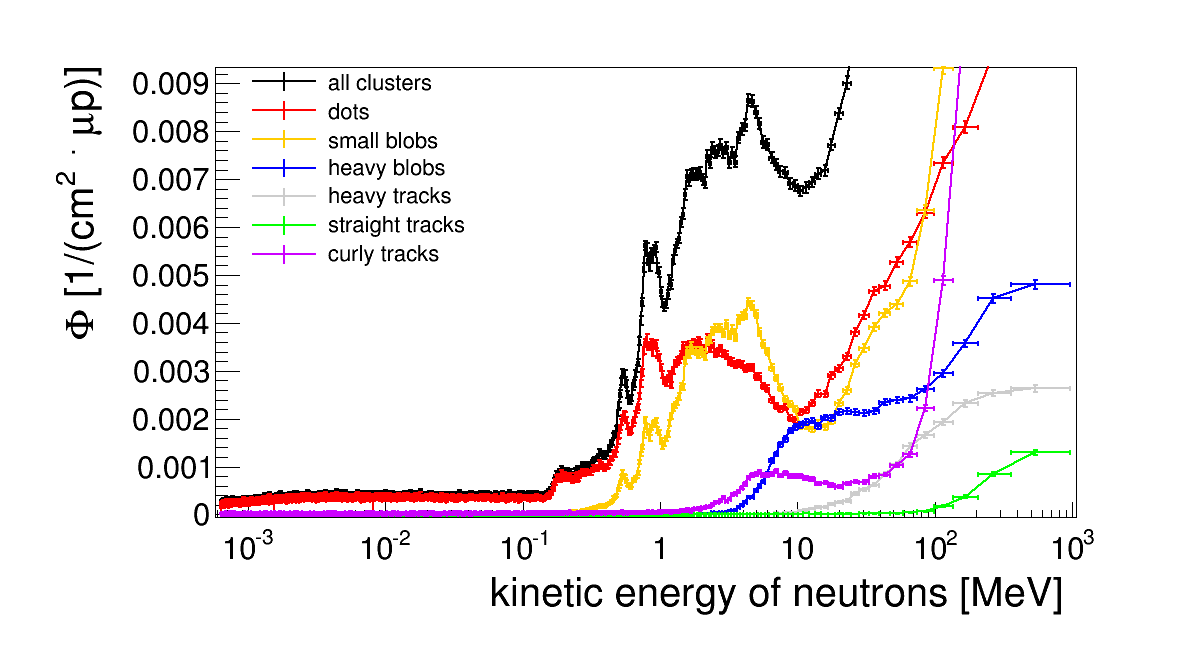 Φ [1/(cm² · μp)]
0.009
0.008
0.007
0.006
0.005
0.004
0.003
0.002
0.001
0
all clusters
dots
small blobs
heavy blobs
heavy tracks
straight tracks
curly tracks
10⁻³ 10⁻² 10⁻¹ 1 10 10² 10³
kinetic energy of neutrons [MeV]